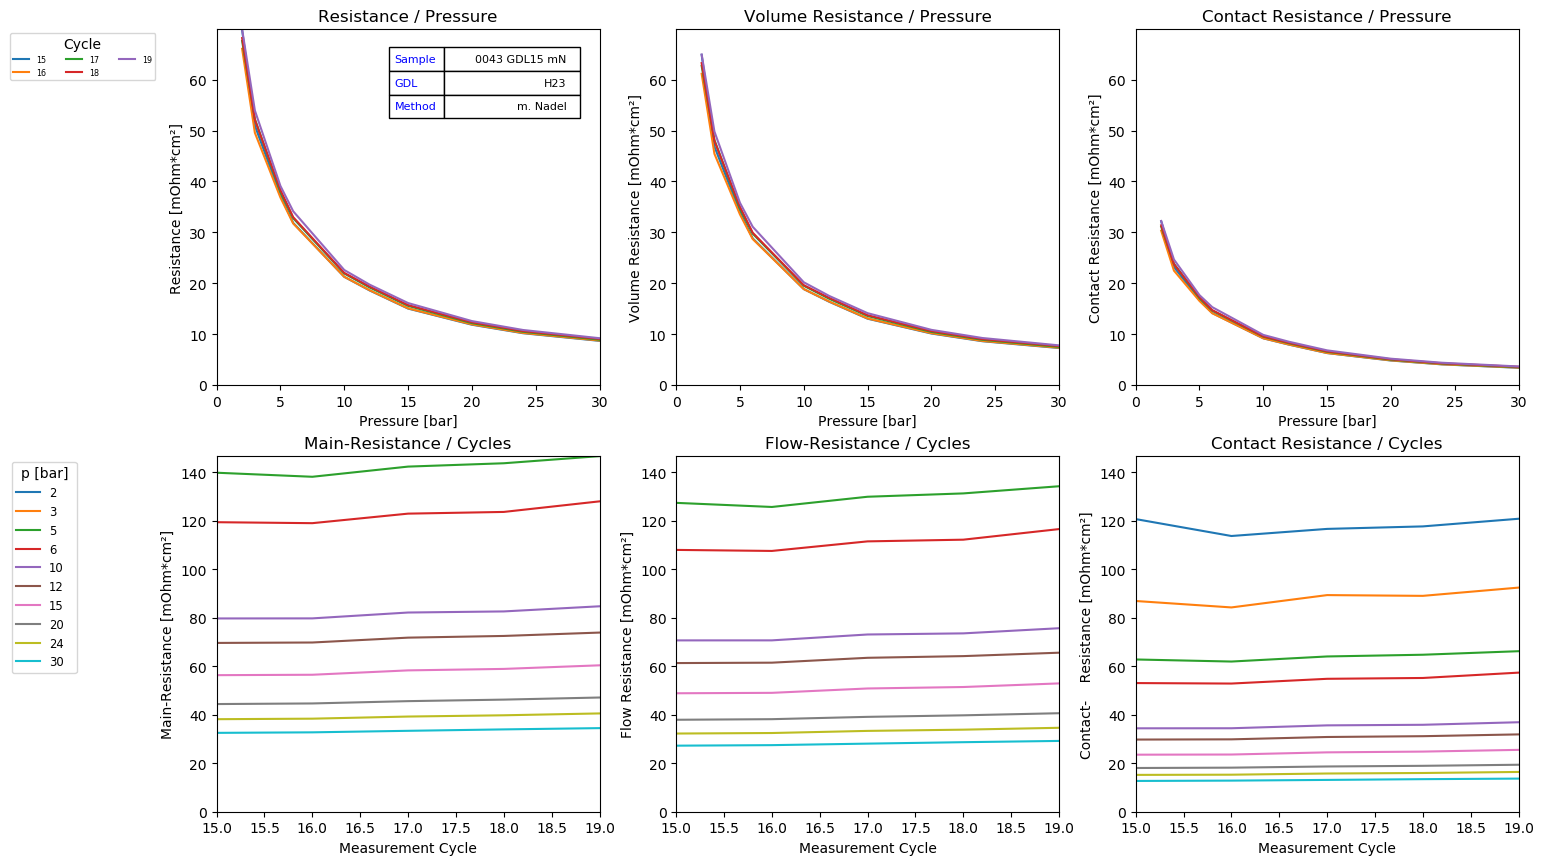 Cycle
15 17 19
16 18
Resistance / Pressure
Resistance [mOhm*cm²]
60
50
40
30
20
10
0
0 5 10 15 20 25 30
Pressure [bar]
Sample 0043 GDL15 mN
GDL H23
Method m. Nadel
Volume Resistance / Pressure
Volume Resistance [mOhm*cm²]
60
50
40
30
20
10
0
0 5 10 15 20 25 30
Pressure [bar]
Contact Resistance / Pressure
Contact Resistance [mOhm*cm²]
60
50
40
30
20
10
0
0 5 10 15 20 25 30
Pressure [bar]
p [bar]
2
3
5
6
10
12
15
20
24
30
Main-Resistance / Cycles
Main-Resistance [mOhm*cm²]
140
120
100
80
60
40
20
0
15.0 15.5 16.0 16.5 17.0 17.5 18.0 18.5 19.0
Measurement Cycle
Flow-Resistance / Cycles
Flow Resistance [mOhm*cm²]
140
120
100
80
60
40
20
0
15.0 15.5 16.0 16.5 17.0 17.5 18.0 18.5 19.0
Measurement Cycle
Contact Resistance / Cycles
Contact- Resistance [mOhm*cm²]
140
120
100
80
60
40
20
0
15.0 15.5 16.0 16.5 17.0 17.5 18.0 18.5 19.0
Measurement Cycle